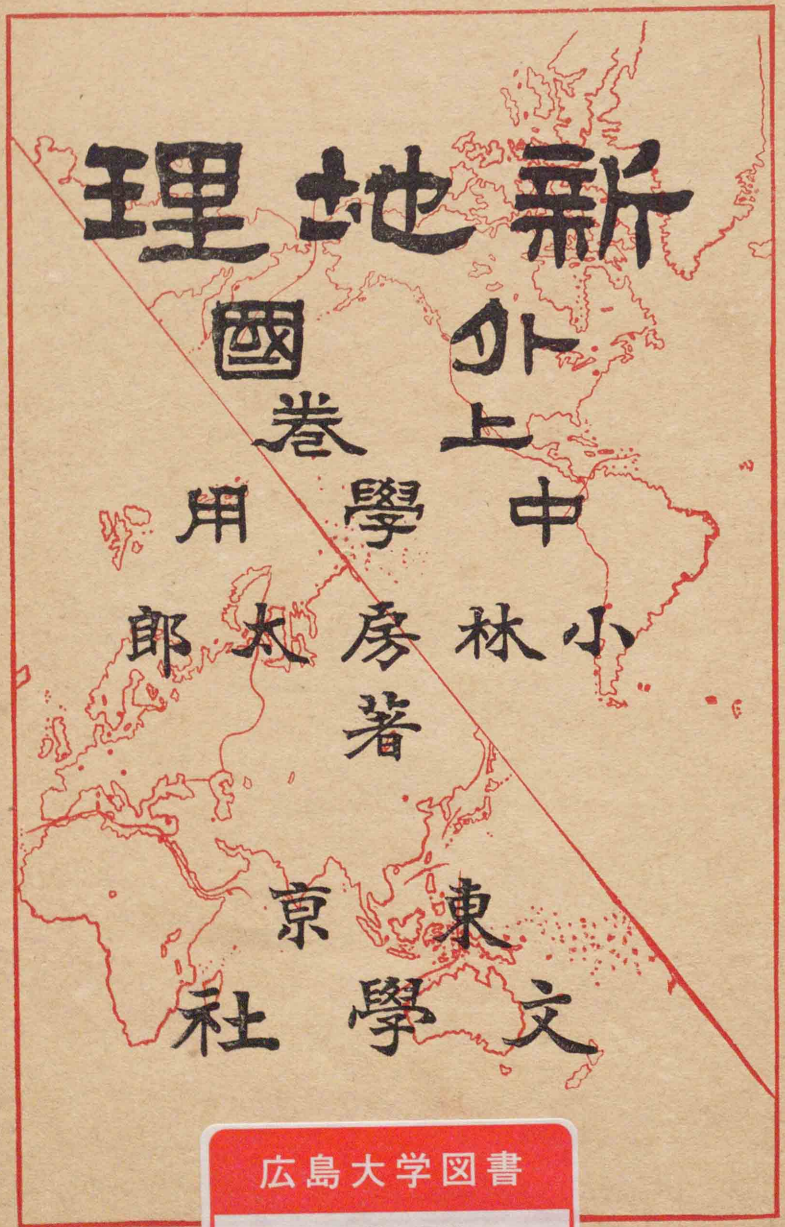 新地理
外國
上巻
中學用
小林房太郎
著
東京
文學社
広島大学図書